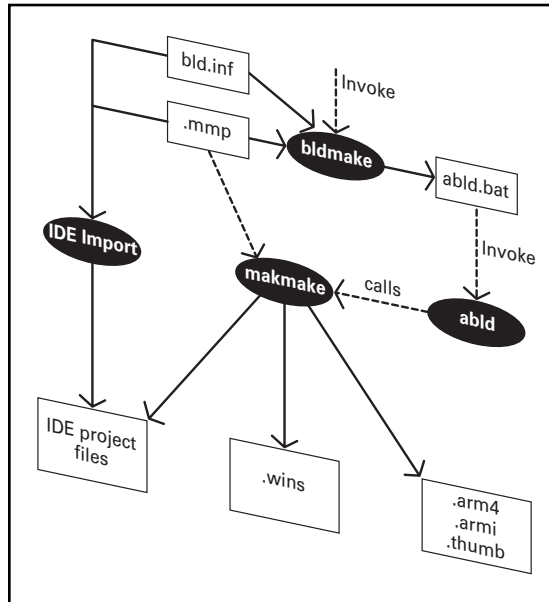 bld.inf
Invoke
.mmp
bldmake
abld.bat
IDE Import
Invoke
makmake
calls
abld
IDE project
files
.wins
.arm4
.armi
.thumb